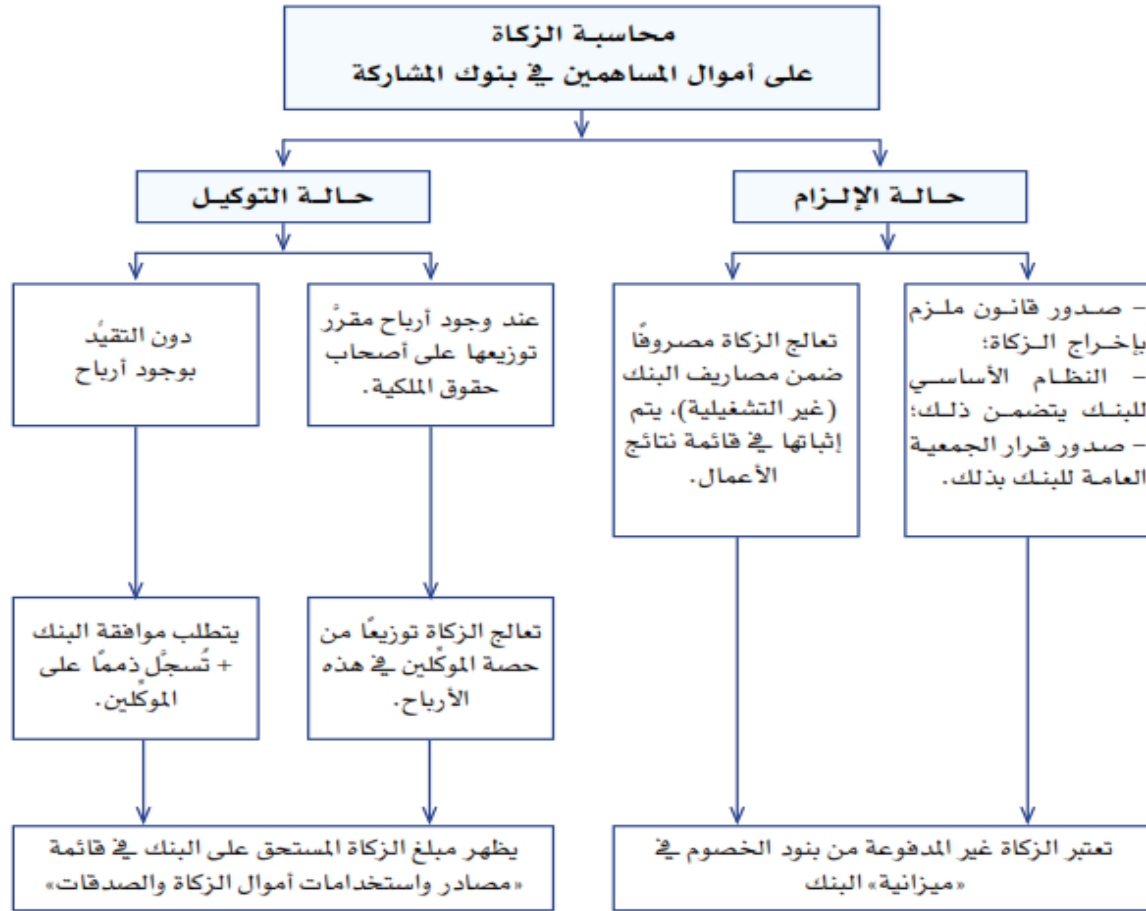 محاسبة الزكاة
على أموال المساهمين في بنوك المشاركة
حالة الإلزام
حالة التوكيل
– صدور قانون ملزم
بإخراج الزكاة؛
– النظام الأساسي
للبنك يتضمن ذلك؛
– صدور قرار الجمعية
العامة للبنك بذلك.
تعالج الزكاة مصروفًا
ضمن مصاريف البنك
(غير التشغيلية)، يتم
إثباتها في قائمة نتائج
الأعمال.
عند وجود أرباح مقرَّر
توزيعها على أصحاب
حقوق الملكية.
دون التقيُّد
بوجود أرباح
تعالج الزكاة توزيعًا من
حصة الموكِّلين في هذه
الأرباح.
يتطلب موافقة البنك
+ تُسجَّل ذممًا على
الموكِّلين.
تعتبر الزكاة غير المدفوعة من بنود الخصوم في
«ميزانية» البنك
يظهر مبلغ الزكاة المستحق على البنك في قائمة
«مصادر واستخدامات أموال الزكاة والصدقات»